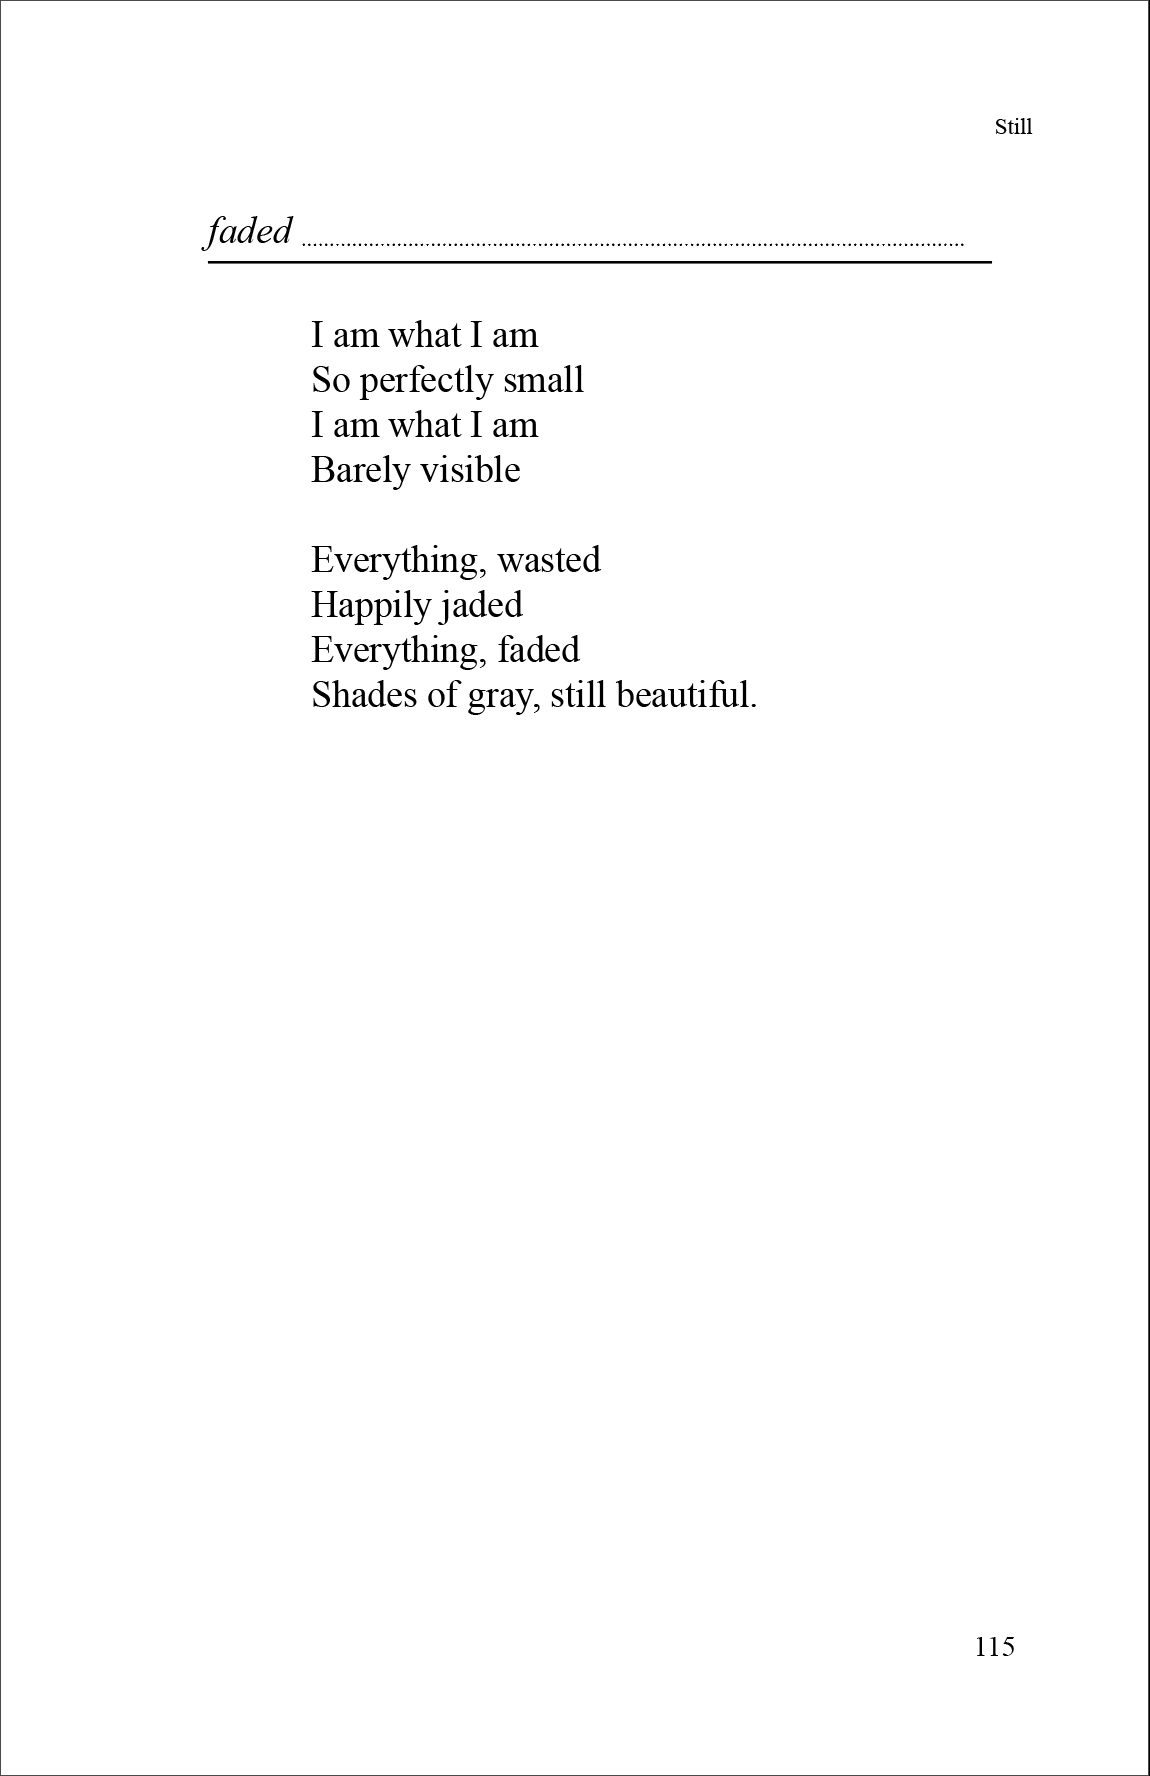 Still
faded ........................................................................................................................
I am what I am
So perfectly small
I am what I am
Barely visible

Everything, wasted
Happily jaded
Everything, faded
Shades of gray, still beautiful.
115